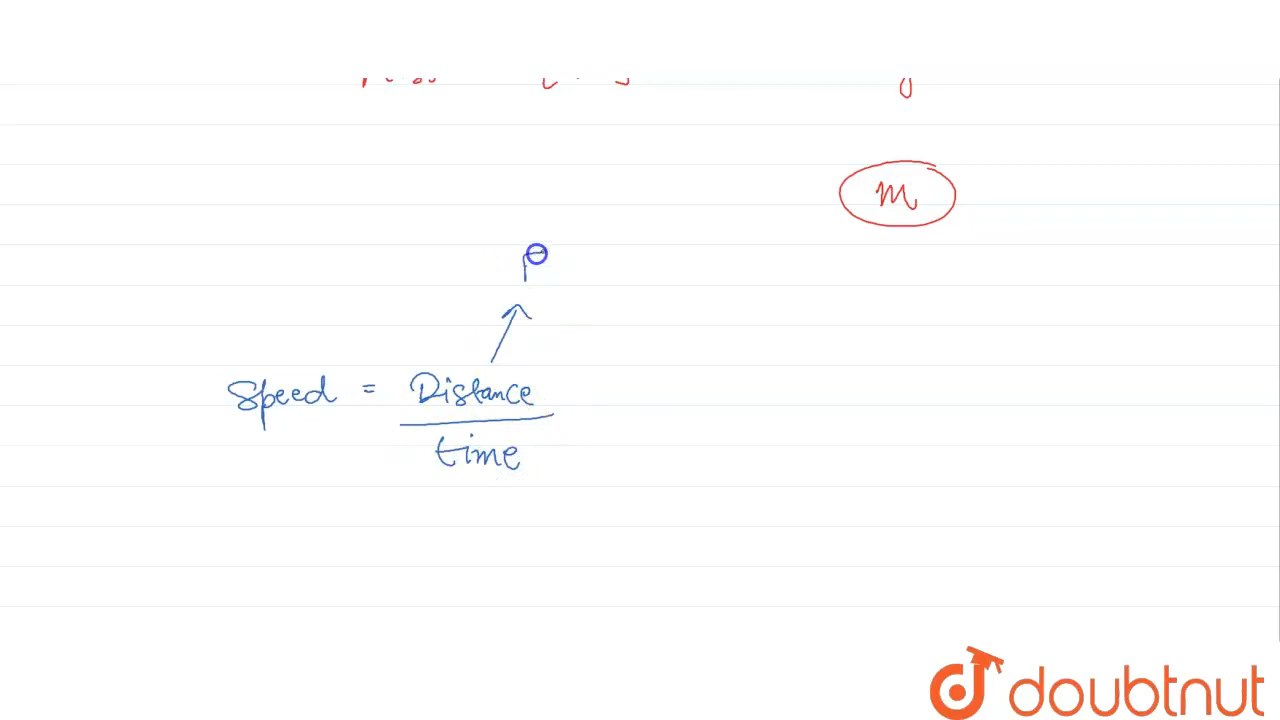 m
Speed = Distance
time
doubtnut